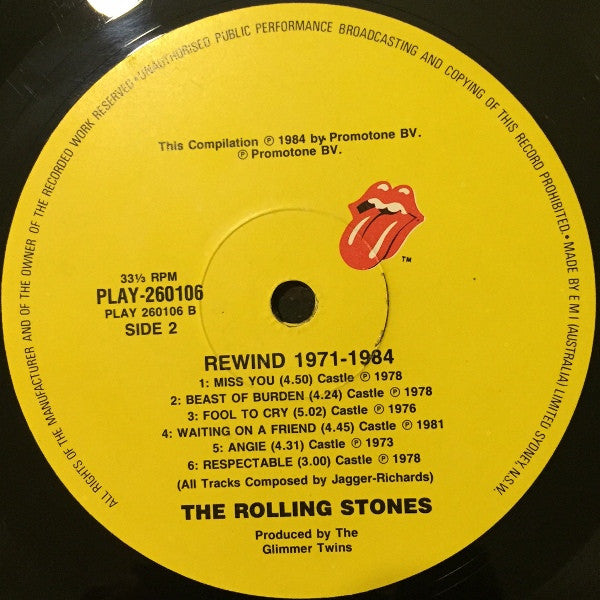 ALL RIGHTS OF THE MANUFACTURER AND OF THE OWNER OF THE RECORDED WORK RESERVED • UNAUTHORISED PUBLIC PERFORMANCE BROADCASTING AND COPYING OF THIS RECORD PROHIBITED. • MADE BY EMI (AUSTRALIA) LIMITED SYDNEY, N.S.W.
This Compilation ℗ 1984 by Promotone BV.
℗ Promotone BV.
TM
33⅓ RPM
PLAY-260106
PLAY 260106 B
SIDE 2
REWIND 1971-1984
1: MISS YOU (4.50) Castle ℗ 1978
2: BEAST OF BURDEN (4.24) Castle ℗ 1978
3: FOOL TO CRY (5.02) Castle ℗ 1976
4: WAITING ON A FRIEND (4.45) Castle ℗ 1981
5: ANGIE (4.31) Castle ℗ 1973
6: RESPECTABLE (3.00) Castle ℗ 1978
(All Tracks Composed by Jagger-Richards)
THE ROLLING STONES
Produced by The
Glimmer Twins